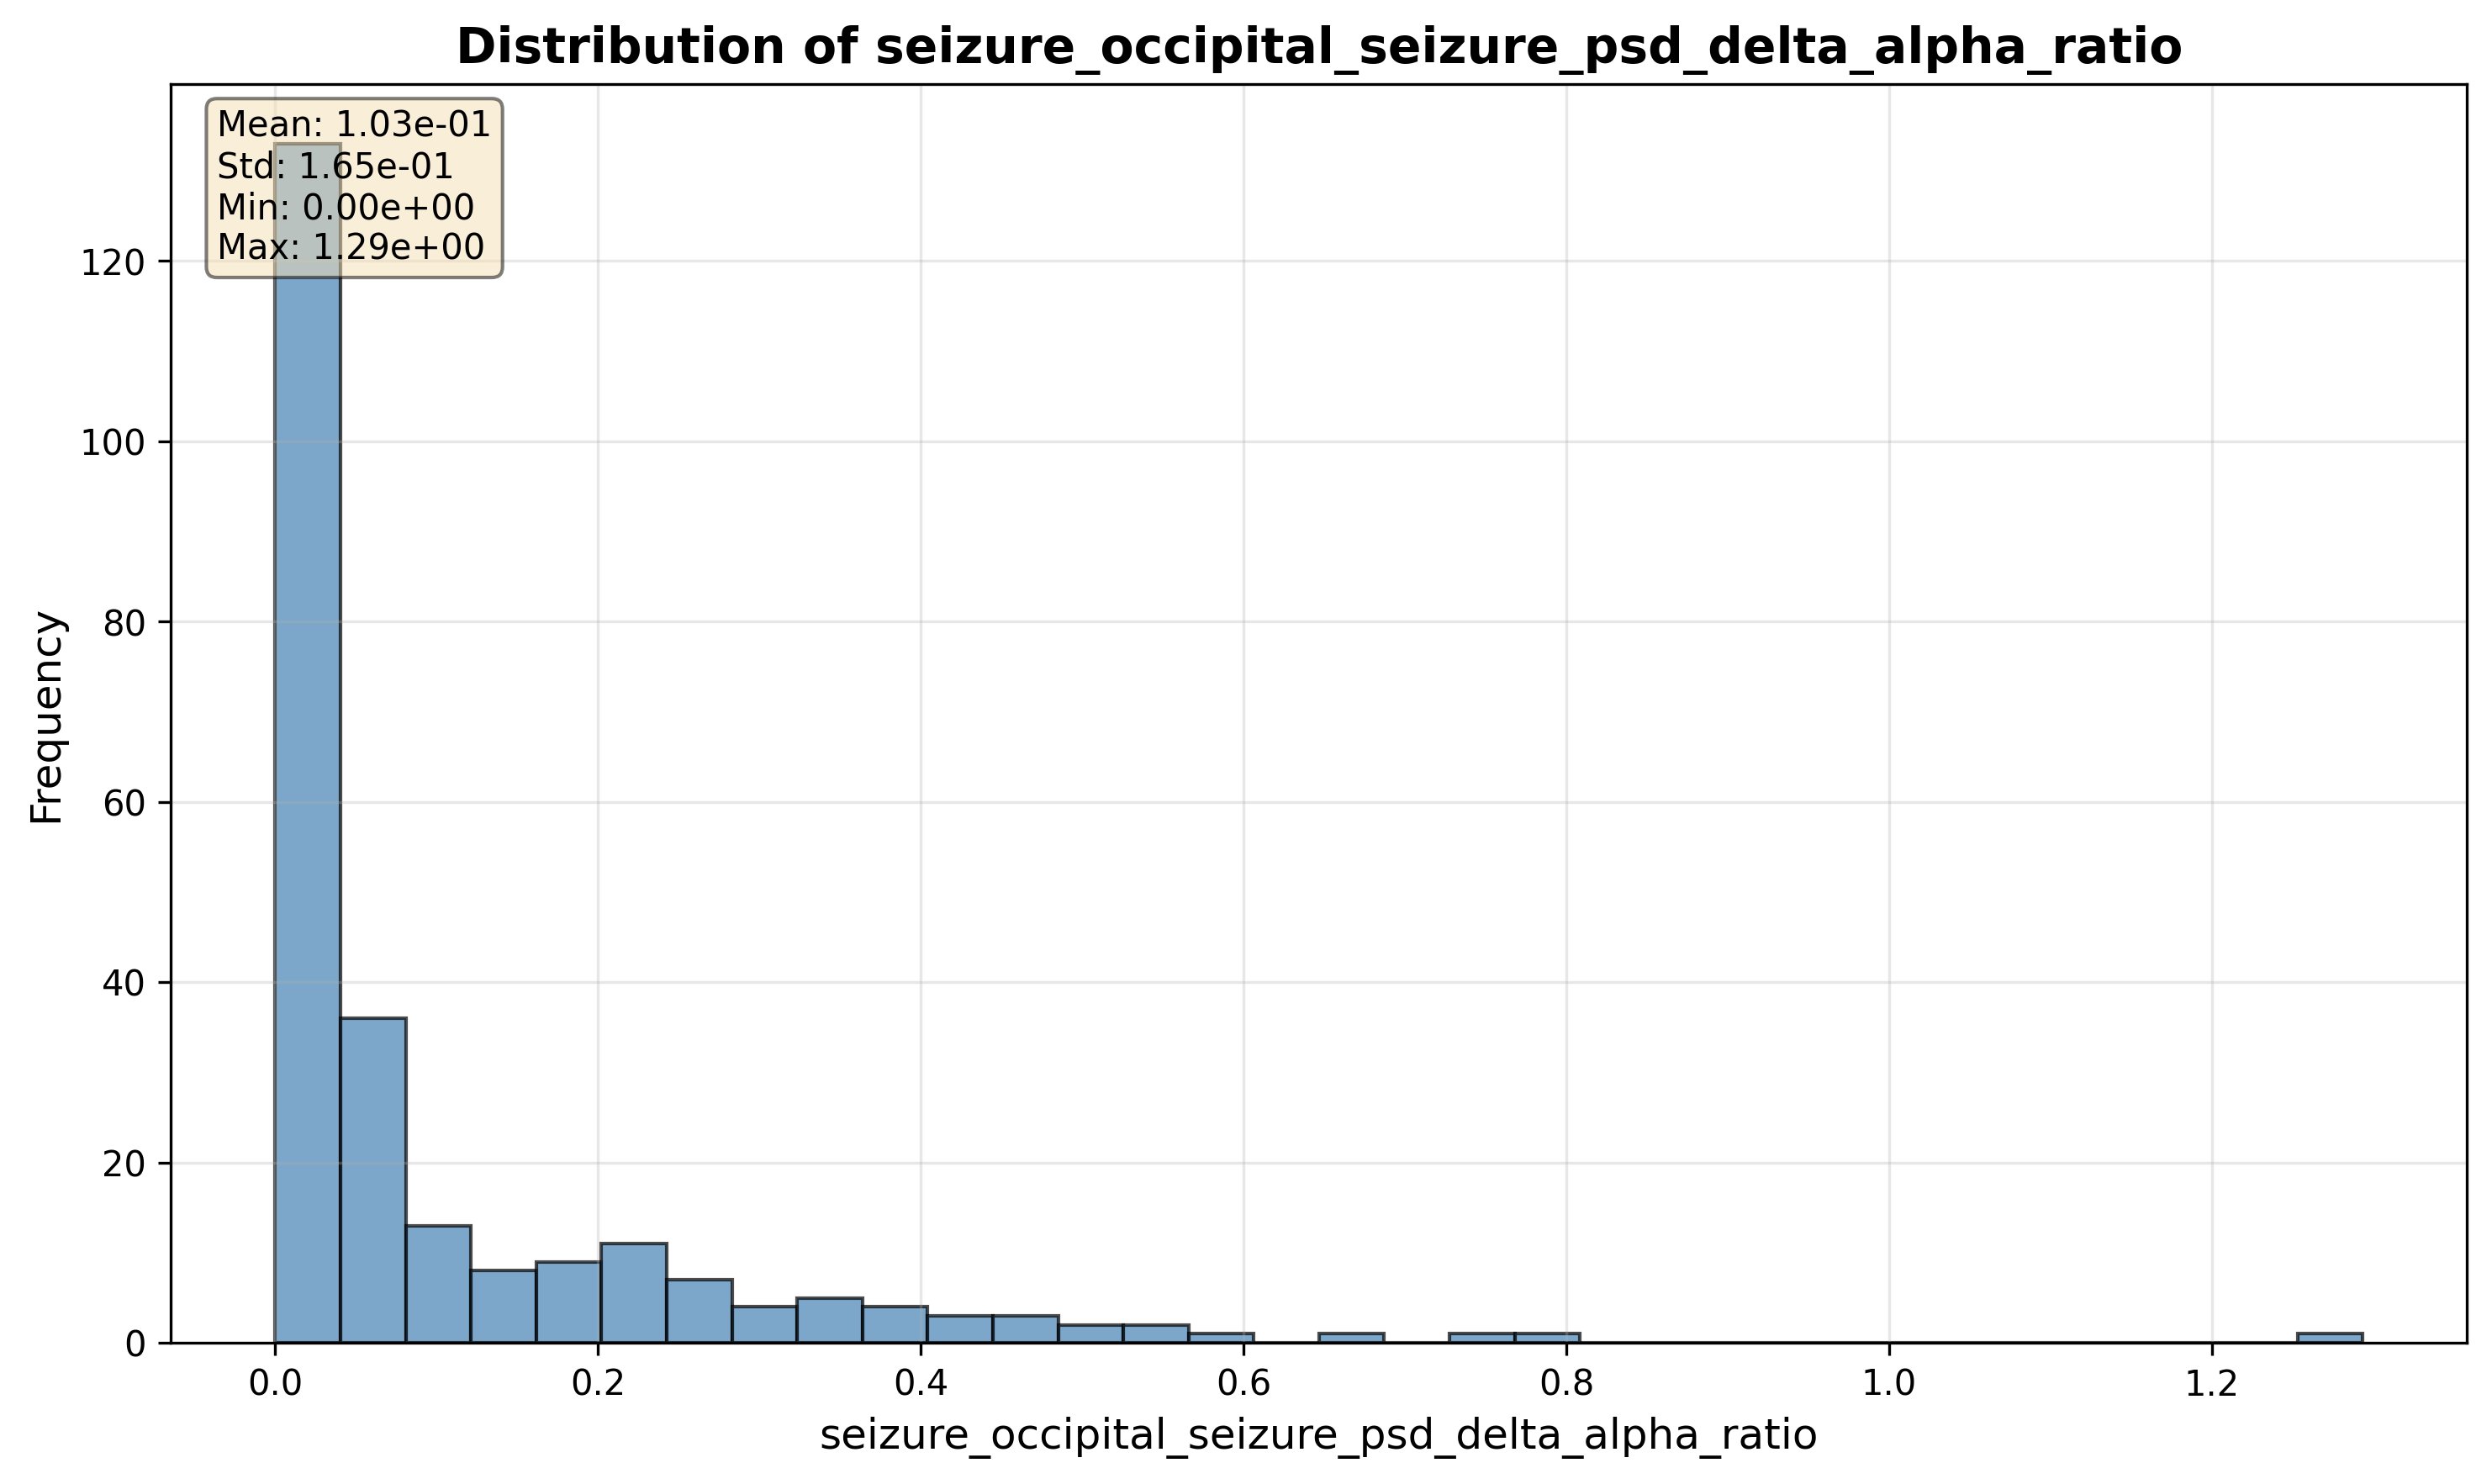 Distribution of seizure_occipital_seizure_psd_delta_alpha_ratio
Mean: 1.03e-01
Std: 1.65e-01
Min: 0.00e+00
Max: 1.29e+00
120
100
80
60
40
20
0
Frequency
0.0 0.2 0.4 0.6 0.8 1.0 1.2
seizure_occipital_seizure_psd_delta_alpha_ratio